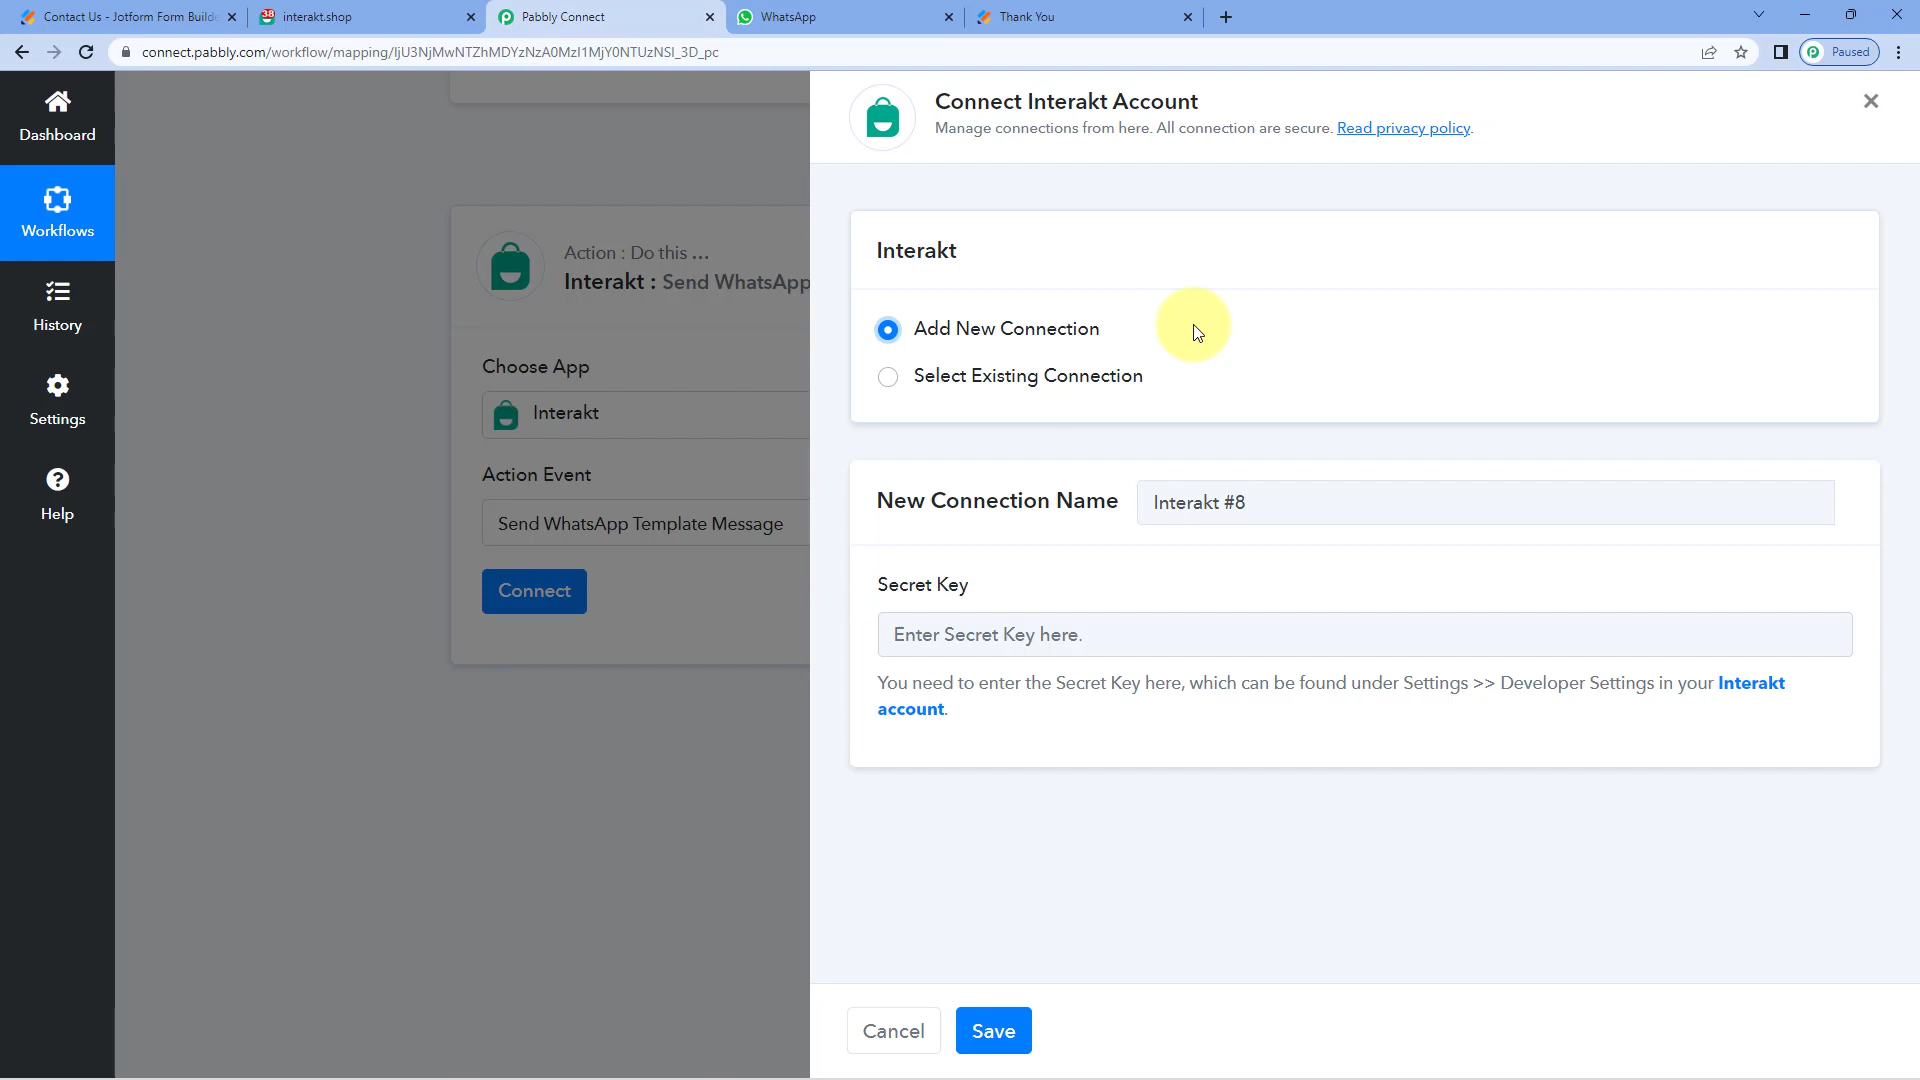 Contact Us - Jotform Form Builde
38
interakt.shop
Pabbly Connect
WhatsApp
Thank You
connect.pabbly.com/workflow/mapping/IjU3NjMwNTZhMDYzNzA0MzI1MjY0NTUzNSI_3D_pc
Paused
Dashboard
Workflows
History
Settings
Help
Action : Do this ...
Interakt : Send WhatsApp
Choose App
Interakt
Action Event
Send WhatsApp Template Message
Connect
Connect Interakt Account
Manage connections from here. All connection are secure. Read privacy policy.
Interakt
Add New Connection
Select Existing Connection
New Connection Name
Interakt #8
Secret Key
Enter Secret Key here.
You need to enter the Secret Key here, which can be found under Settings >> Developer Settings in your Interakt
account.
Cancel
Save